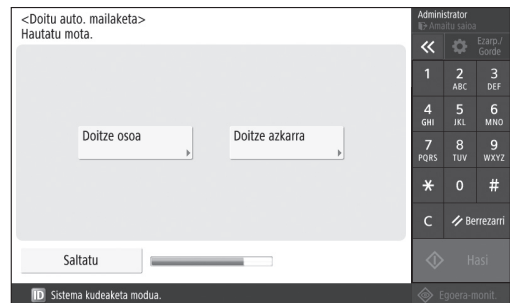 <Doitu auto. mailaketa>
Hautatu mota.
Doitze osoa
Doitze azkarra
Saltatu
ID Sistema kudeaketa modua.
Administrator
Amaitu saioa
Ezarp./
Gorde
1 2 3
ABC DEF
4 5 6
GHI JKL MNO
7 8 9
PQRS TUV WXYZ
* 0 #
C Berrezarri
Hasi
Egoera-monit.